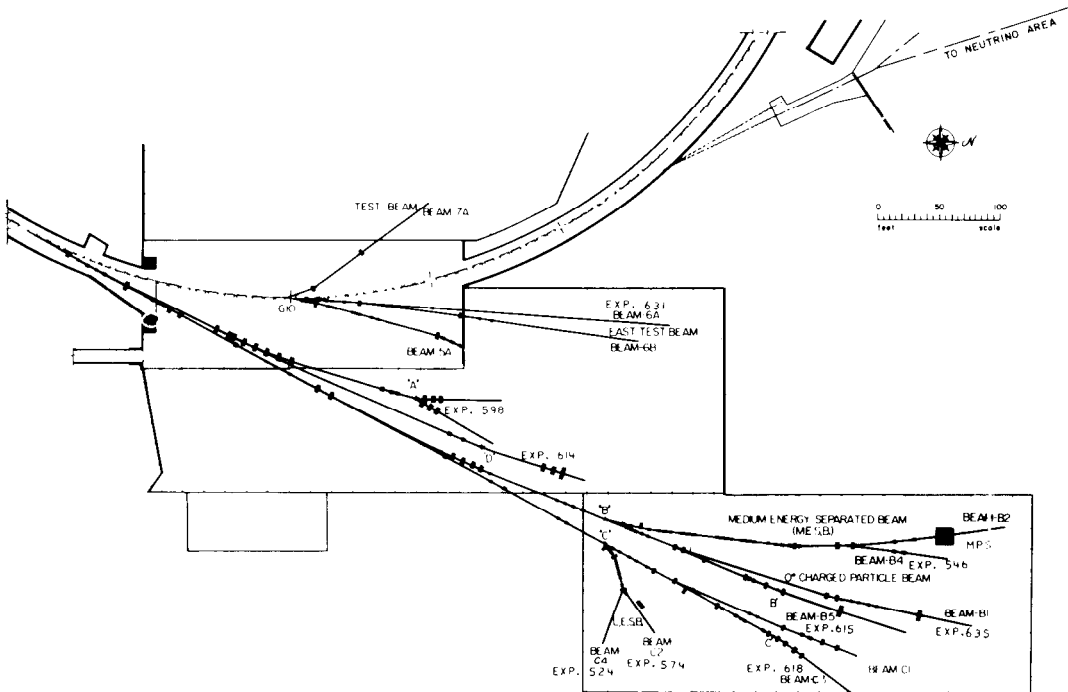 TO NEUTRINO AREA
N
0 50 100
feet scale
TEST BEAM
BEAM 7A
GK1
EXP. 631
BEAM-6A
EAST TEST BEAM
BEAM-6B
BEAM-5A
'A'
EXP. 598
'D'
EXP. 614
'B'
MEDIUM ENERGY SEPARATED BEAM
(M.E.S.B.)
BEAM-B2
M.P.S
'C'
BEAM-B4
EXP. 546
0° CHARGED PARTICLE BEAM
B'
BEAM-B1
BEAM-B5
EXP. 615
EXP. 635
L.E.S.B.
BEAM
C4
EXP. 524
BEAM
C2
EXP. 574
C'
EXP. 618
BEAM-C3
BEAM C1